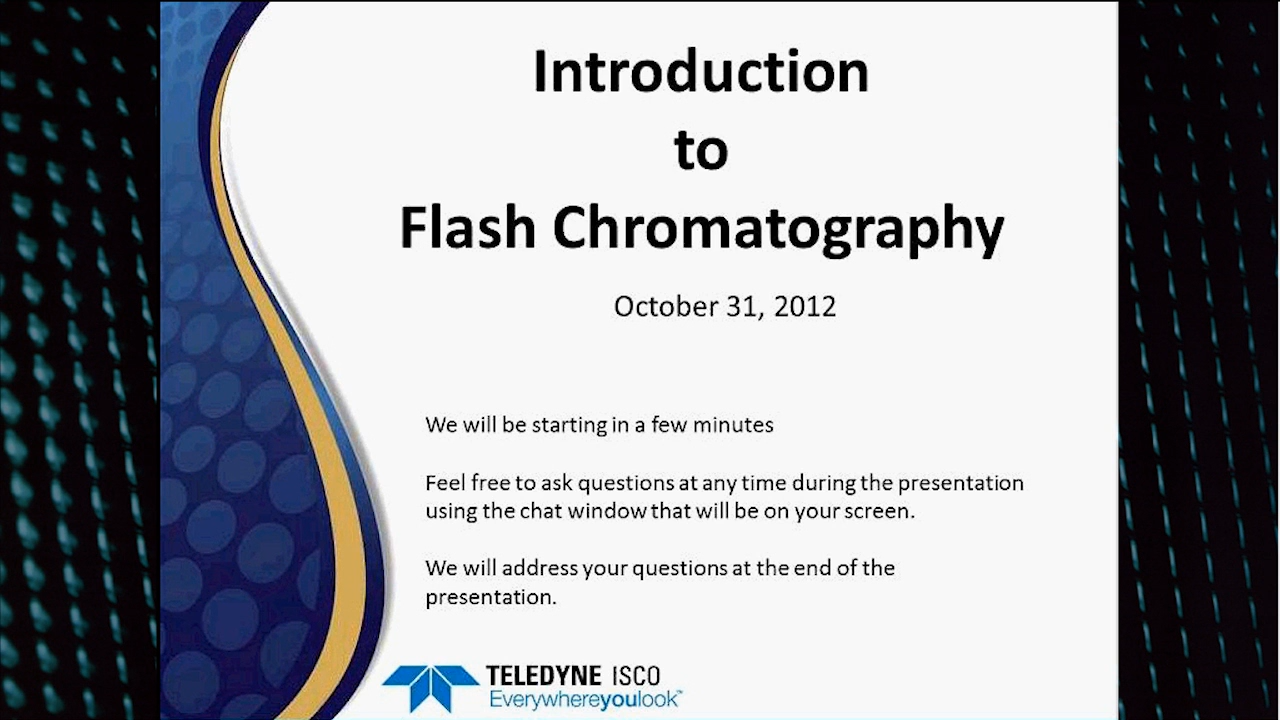 Introduction
to
Flash Chromatography
October 31, 2012
We will be starting in a few minutes
Feel free to ask questions at any time during the presentation
using the chat window that will be on your screen.
We will address your questions at the end of the
presentation.
TELEDYNE ISCO
Everywhereyoulook™